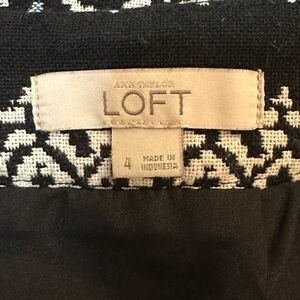 ANN TAYLOR
LOFT
4
MADE IN
INDONESIA